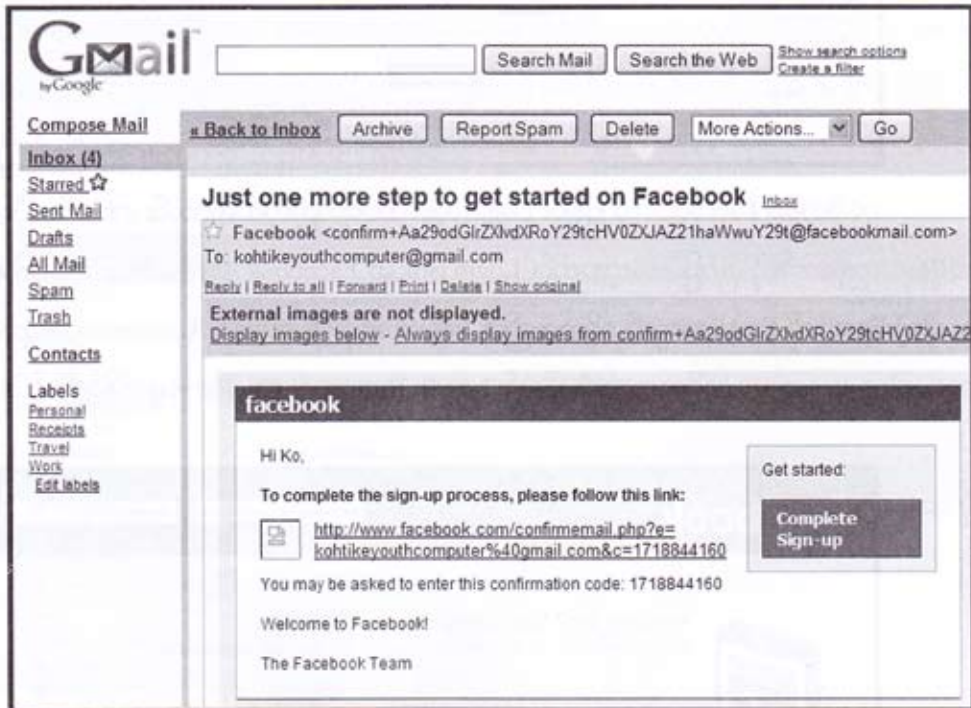 Gmail
by Google
Search Mail
Search the Web
Show search options
Create a filter
Compose Mail
Inbox (4)
Starred
Sent Mail
Drafts
All Mail
Spam
Trash
Contacts
Labels
Personal
Receipts
Travel
Work
Edit labels
« Back to Inbox
Archive
Report Spam
Delete
More Actions...
Go
Just one more step to get started on Facebook Inbox
Facebook <confirm+Aa29odGlrZXlvdXRoY29tcHV0ZXJAZ21haWwuY29t@facebookmail.com>
To: kohtikeyouthcomputer@gmail.com
Reply | Reply to all | Forward | Print | Delete | Show original
External images are not displayed.
Display images below - Always display images from confirm+Aa29odGlrZXlvdXRoY29tcHV0ZXJAZ2
facebook
Hi Ko,
To complete the sign-up process, please follow this link:
http://www.facebook.com/confirmemail.php?e=
kohtikeyouthcomputer%40gmail.com&c=1718844160
You may be asked to enter this confirmation code: 1718844160
Welcome to Facebook!
The Facebook Team
Get started:
Complete
Sign-up